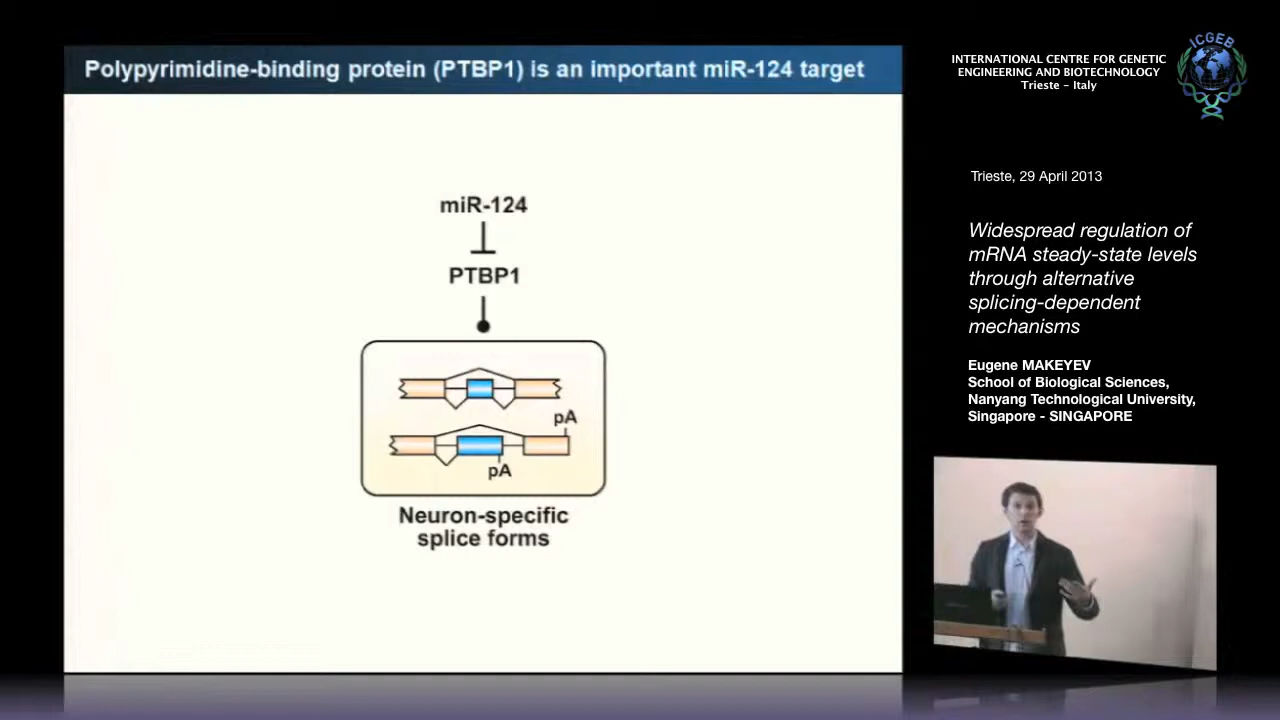 Polypyrimidine-binding protein (PTBP1) is an important miR-124 target
miR-124
PTBP1
pA
pA
Neuron-specific
splice forms
INTERNATIONAL CENTRE FOR GENETIC
ENGINEERING AND BIOTECHNOLOGY
Trieste - Italy
ICGEB
Trieste, 29 April 2013
Widespread regulation of
mRNA steady-state levels
through alternative
splicing-dependent
mechanisms
Eugene MAKEYEV
School of Biological Sciences,
Nanyang Technological University,
Singapore - SINGAPORE